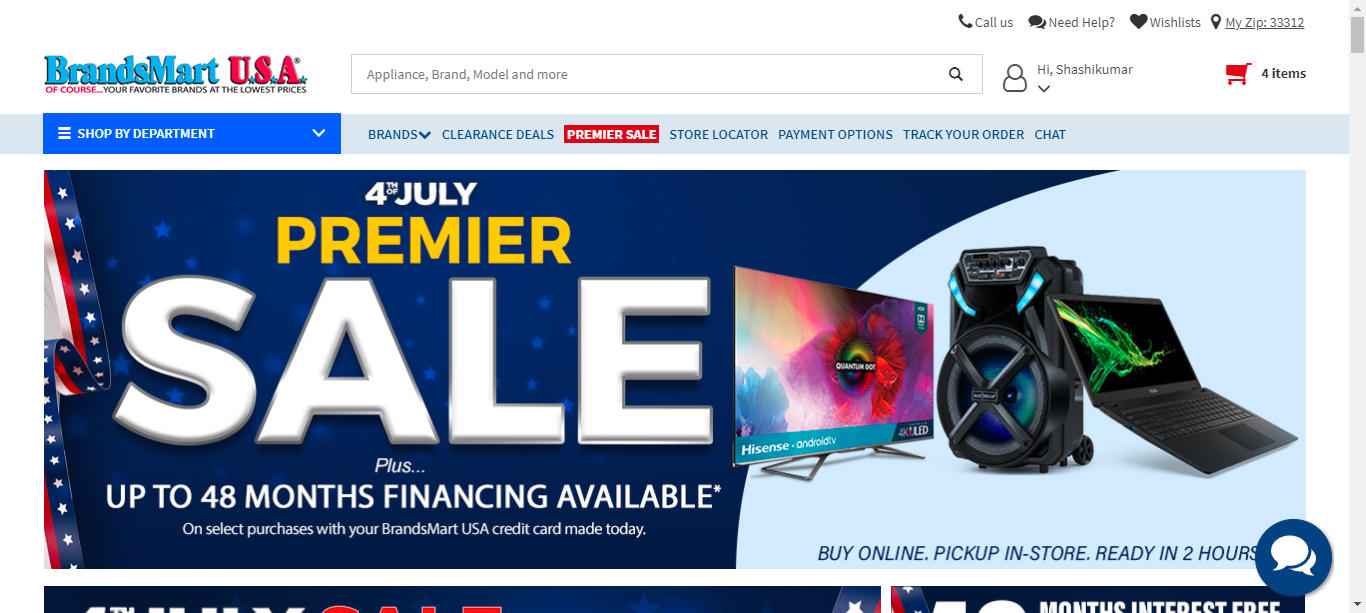 Call us Need Help? Wishlists My Zip: 33312
BrandsMart U.S.A.®
OF COURSE...YOUR FAVORITE BRANDS AT THE LOWEST PRICES
Appliance, Brand, Model and more
Hi, Shashikumar
4 items
SHOP BY DEPARTMENT
BRANDS CLEARANCE DEALS PREMIER SALE STORE LOCATOR PAYMENT OPTIONS TRACK YOUR ORDER CHAT
4TH OF JULY
PREMIER
SALE
QUANTUM DOT
Hisense · androidtv
4K ULED
Plus...
UP TO 48 MONTHS FINANCING AVAILABLE*
On select purchases with your BrandsMart USA credit card made today.
BUY ONLINE. PICKUP IN-STORE. READY IN 2 HOURS
MONTHS INTEREST FREE